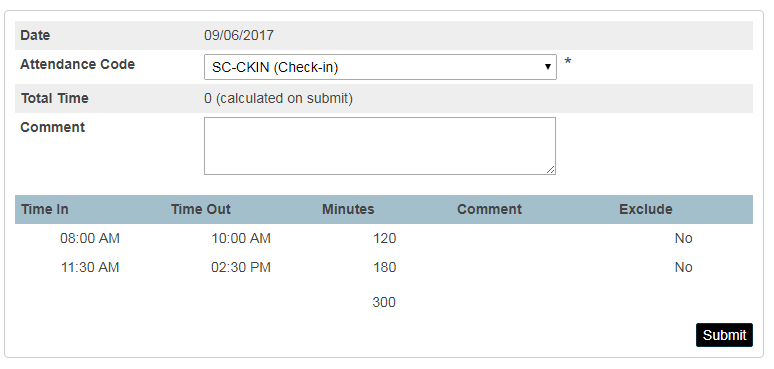 Date 09/06/2017
Attendance Code SC-CKIN (Check-in) *
Total Time 0 (calculated on submit)
Comment
Time In Time Out Minutes Comment Exclude
08:00 AM 10:00 AM 120 No
11:30 AM 02:30 PM 180 No
300
Submit